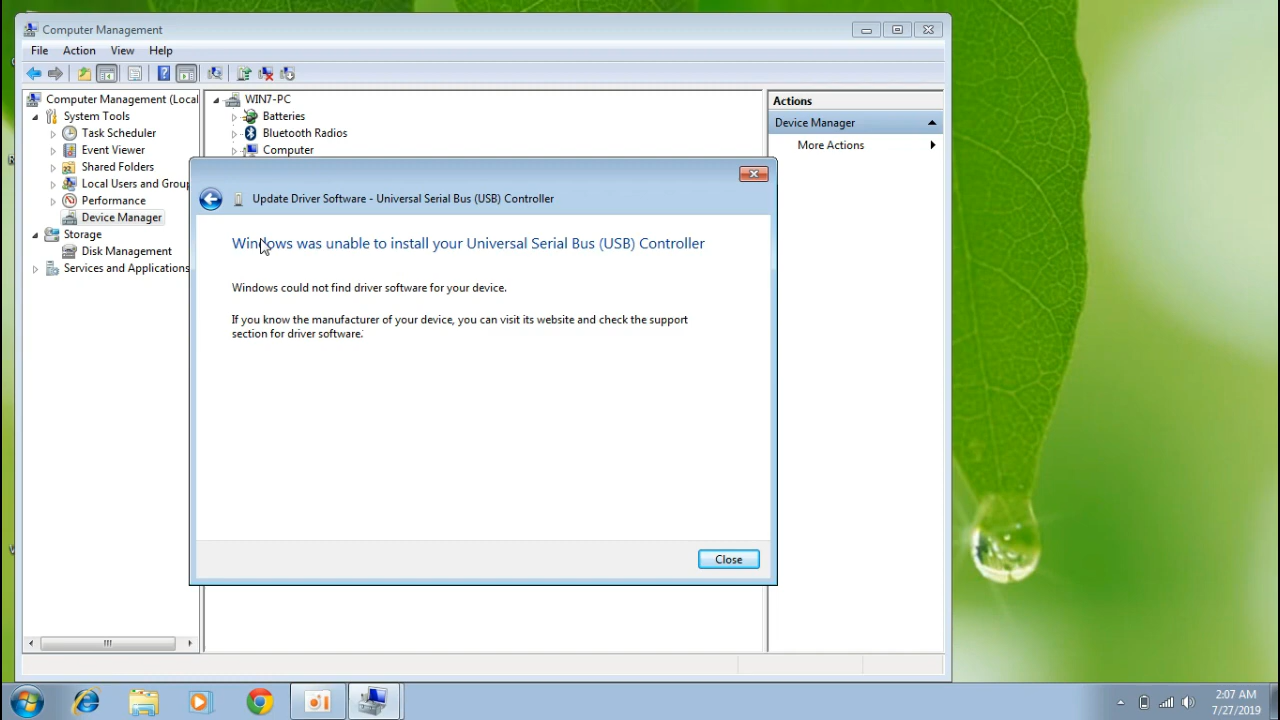 Computer Management
File Action View Help
Computer Management (Local
System Tools
Task Scheduler
Event Viewer
Shared Folders
Local Users and Group
Performance
Device Manager
Storage
Disk Management
Services and Applications
WIN7-PC
Batteries
Bluetooth Radios
Computer
Actions
Device Manager
More Actions
Update Driver Software - Universal Serial Bus (USB) Controller
Windows was unable to install your Universal Serial Bus (USB) Controller
Windows could not find driver software for your device.
If you know the manufacturer of your device, you can visit its website and check the support
section for driver software.
Close
2:07 AM
7/27/2019